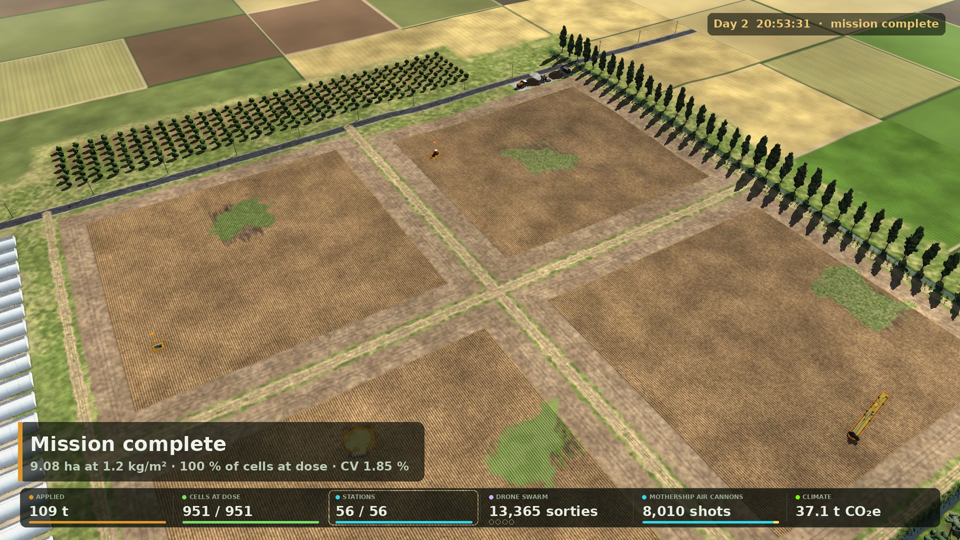 Day 2 20:53:31 · mission complete
Mission complete
9.08 ha at 1.2 kg/m² · 100 % of cells at dose · CV 1.85 %
APPLIED
109 t
CELLS AT DOSE
951 / 951
STATIONS
56 / 56
DRONE SWARM
13,365 sorties
MOTHERSHIP AIR CANNONS
8,010 shots
CLIMATE
37.1 t CO₂e